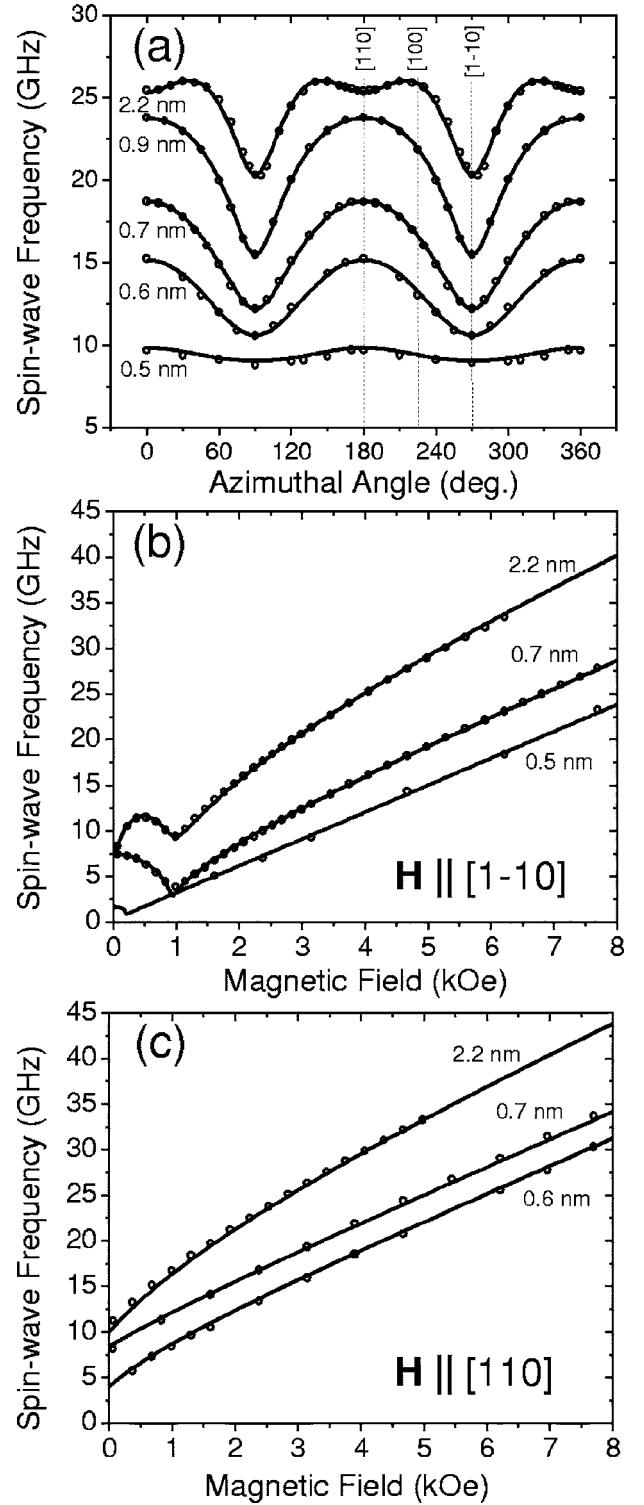 (a)
[110]
[100]
[1-10]
Spin-wave Frequency (GHz)
30
25
20
15
10
5
2.2 nm
0.9 nm
0.7 nm
0.6 nm
0.5 nm
0 60 120 180 240 300 360
Azimuthal Angle (deg.)
(b)
Spin-wave Frequency (GHz)
45
40
35
30
25
20
15
10
5
0
2.2 nm
0.7 nm
0.5 nm
H || [1-10]
0 1 2 3 4 5 6 7 8
Magnetic Field (kOe)
(c)
Spin-wave Frequency (GHz)
45
40
35
30
25
20
15
10
5
0
2.2 nm
0.7 nm
0.6 nm
H || [110]
0 1 2 3 4 5 6 7 8
Magnetic Field (kOe)